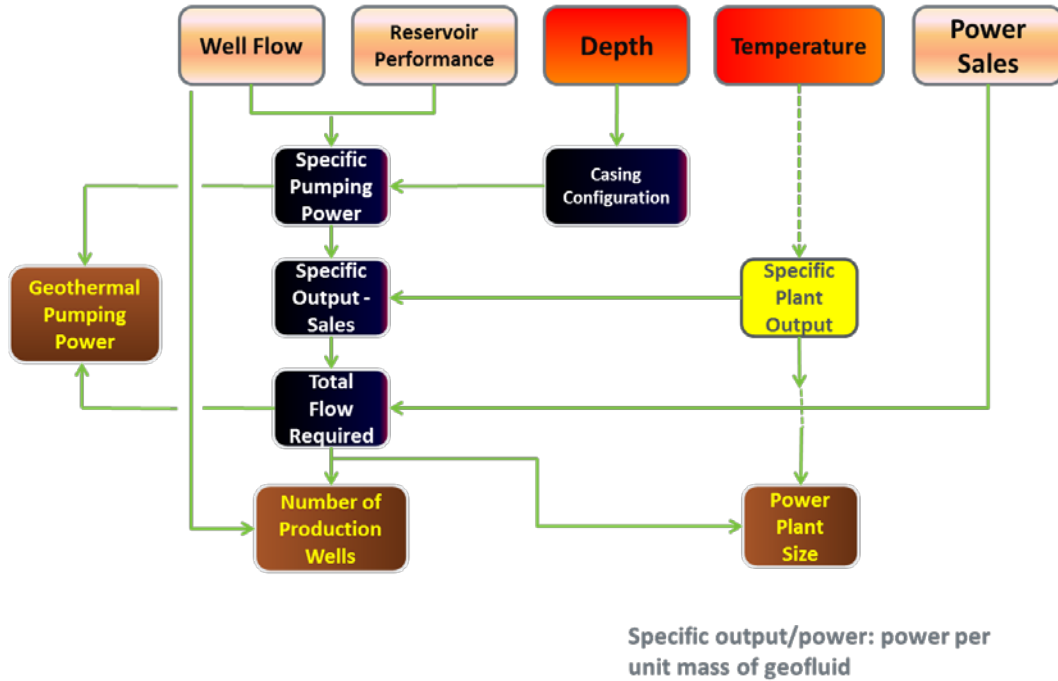 Well Flow
Reservoir
Performance
Depth
Temperature
Power
Sales
Specific
Pumping
Power
Casing
Configuration
Geothermal
Pumping
Power
Specific
Output -
Sales
Specific
Plant
Output
Total
Flow
Required
Number of
Production
Wells
Power
Plant
Size
Specific output/power: power per
unit mass of geofluid